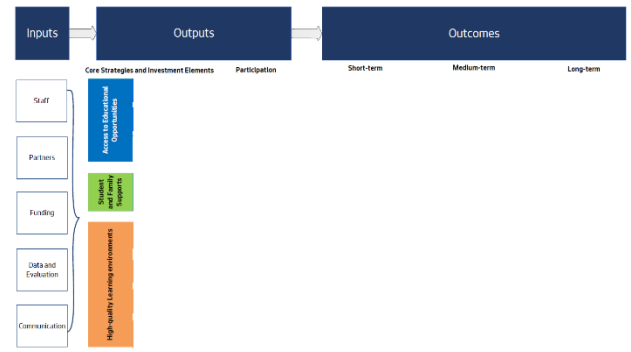 Inputs
Outputs
Outcomes
Core Strategies and Investment Elements
Participation
Short-term
Medium-term
Long-term
Staff
Partners
Funding
Data and
Evaluation
Communication
Access to Educational
Opportunities
Student
and Family
Supports
High-quality Learning environments